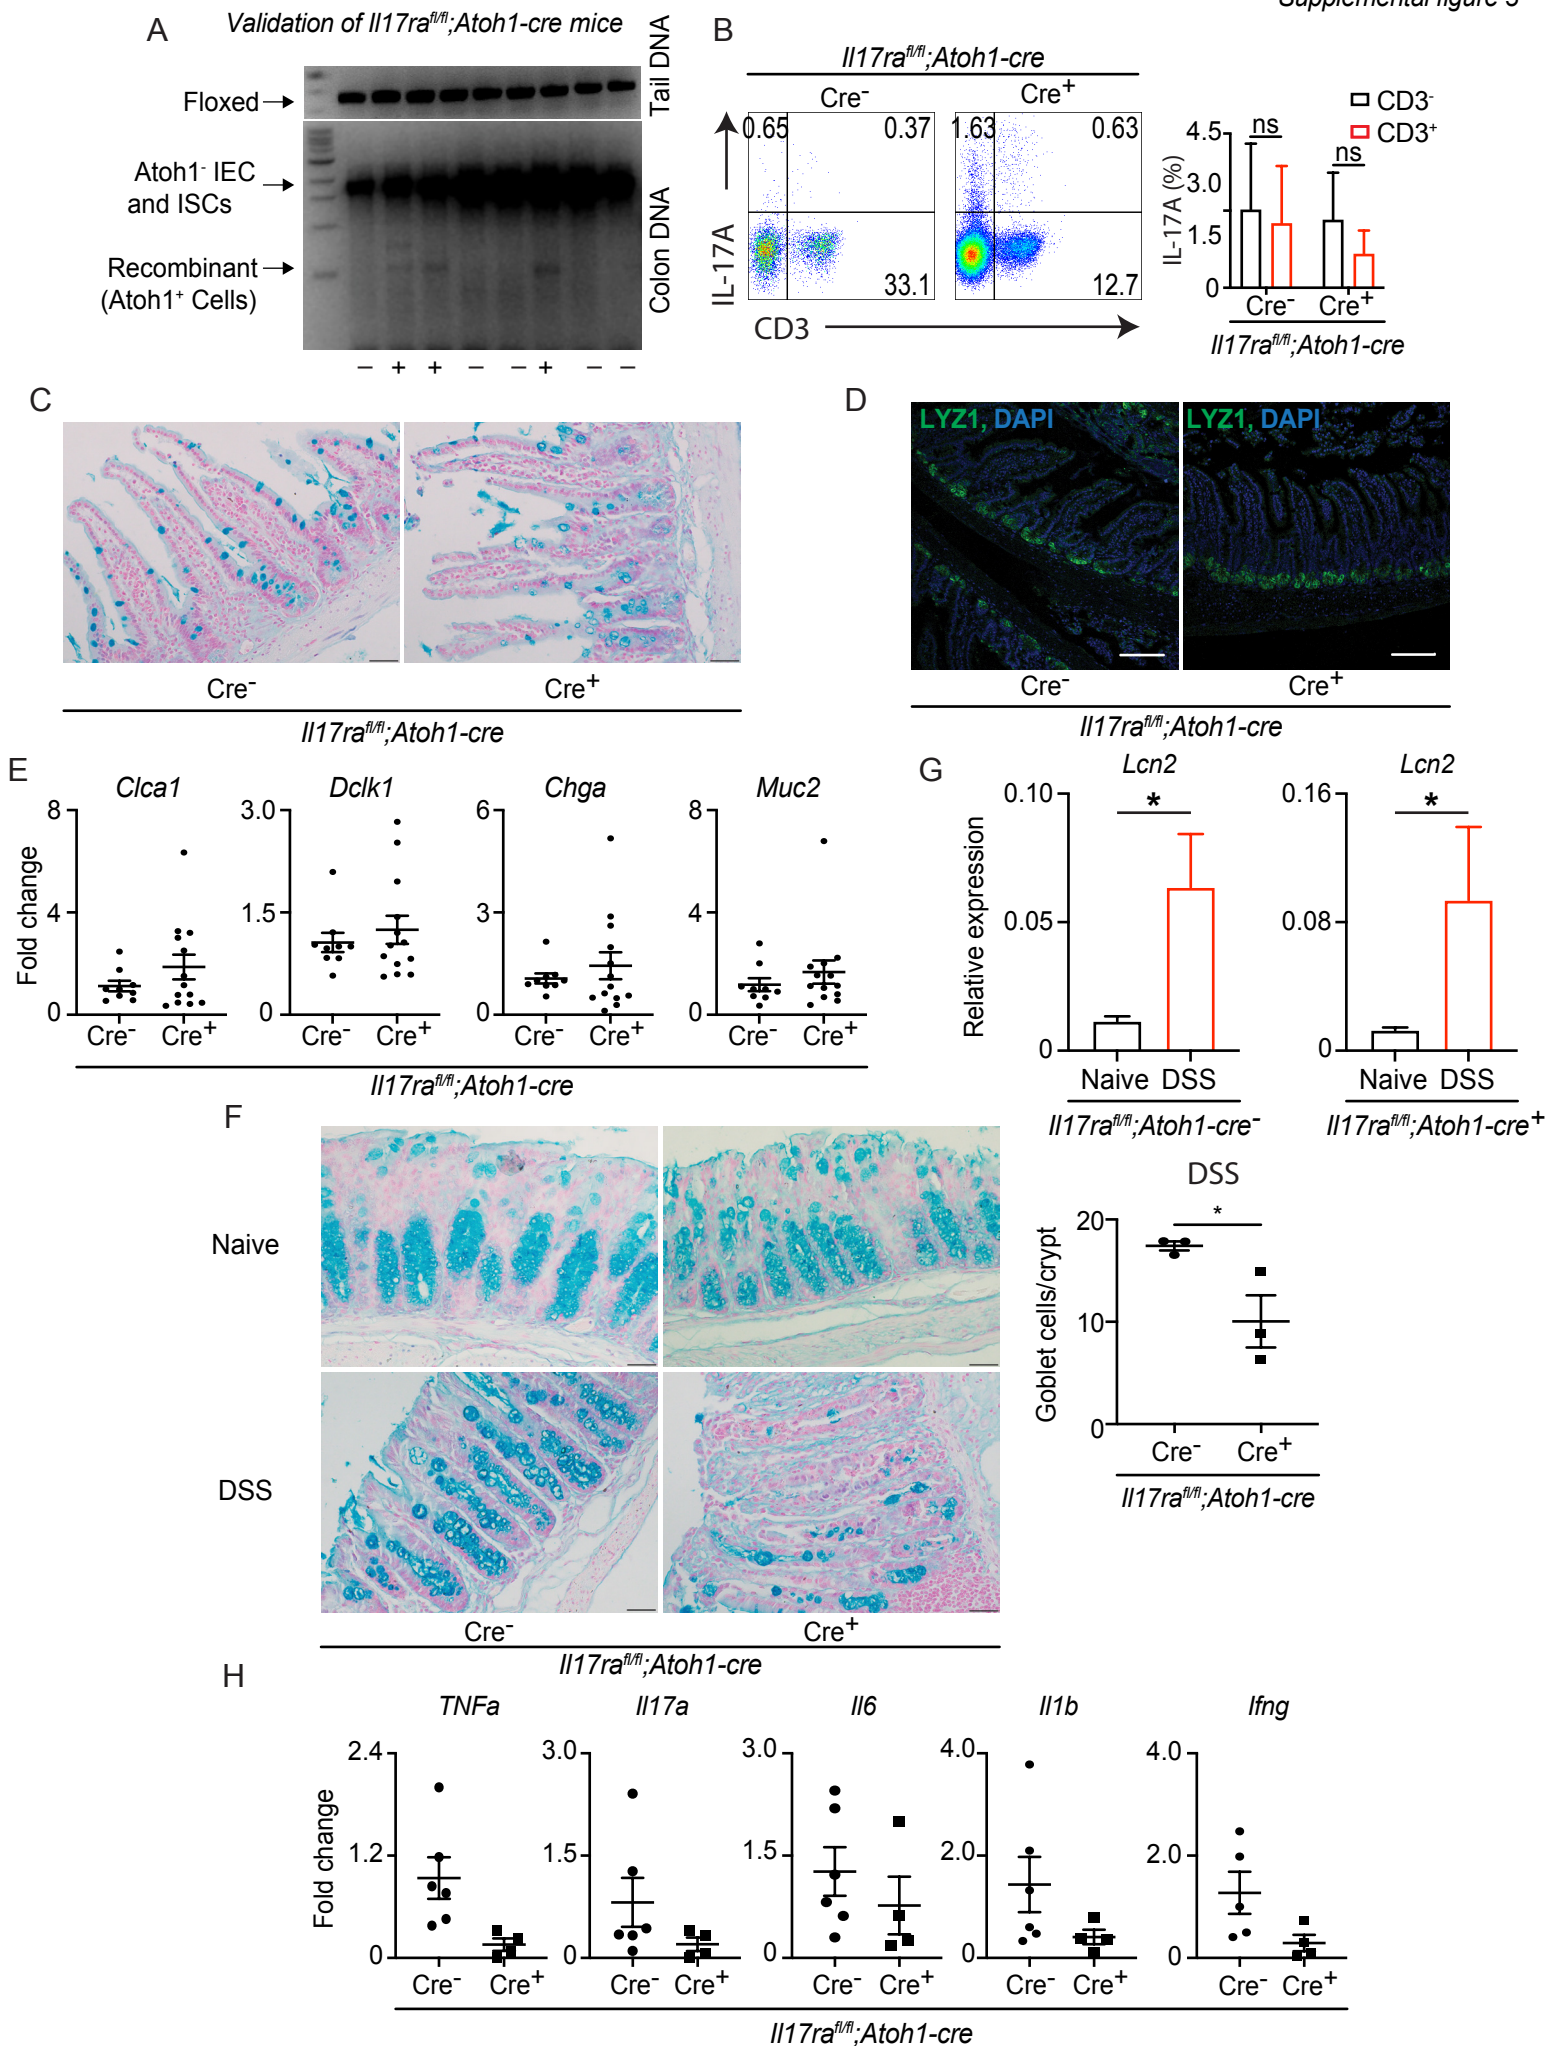 Supplemental figure 5
A
Validation of Il17ra^fl/fl;Atoh1-cre mice
Floxed
Tail DNA
Atoh1- IEC
and ISCs
Recombinant
(Atoh1+ Cells)
Colon DNA
– + + – – + – –
B
Il17ra^fl/fl;Atoh1-cre
Cre- Cre+
0.65 0.37 1.63 0.63
33.1 12.7
IL-17A
CD3
CD3-
CD3+
IL-17A (%)
4.5
3.0
1.5
0
ns ns
Cre- Cre+
Il17ra^fl/fl;Atoh1-cre
C
Cre- Cre+
Il17ra^fl/fl;Atoh1-cre
D
LYZ1, DAPI LYZ1, DAPI
Cre- Cre+
Il17ra^fl/fl;Atoh1-cre
E
Clca1 Dclk1 Chga Muc2
Fold change
8 3.0 6 8
4 1.5 3 4
0 0 0 0
Cre- Cre+ Cre- Cre+ Cre- Cre+ Cre- Cre+
Il17ra^fl/fl;Atoh1-cre
G
Lcn2 Lcn2
Relative expression
0.10 * 0.16 *
0.05 0.08
0 0
Naive DSS Naive DSS
Il17ra^fl/fl;Atoh1-cre- Il17ra^fl/fl;Atoh1-cre+
F
Naive
DSS
Cre- Cre+
Il17ra^fl/fl;Atoh1-cre
DSS
Goblet cells/crypt
20 *
10
0
Cre- Cre+
Il17ra^fl/fl;Atoh1-cre
H
TNFa Il17a Il6 Il1b Ifng
Fold change
2.4 3.0 3.0 4.0 4.0
1.2 1.5 1.5 2.0 2.0
0 0 0 0 0
Cre- Cre+ Cre- Cre+ Cre- Cre+ Cre- Cre+ Cre- Cre+
Il17ra^fl/fl;Atoh1-cre